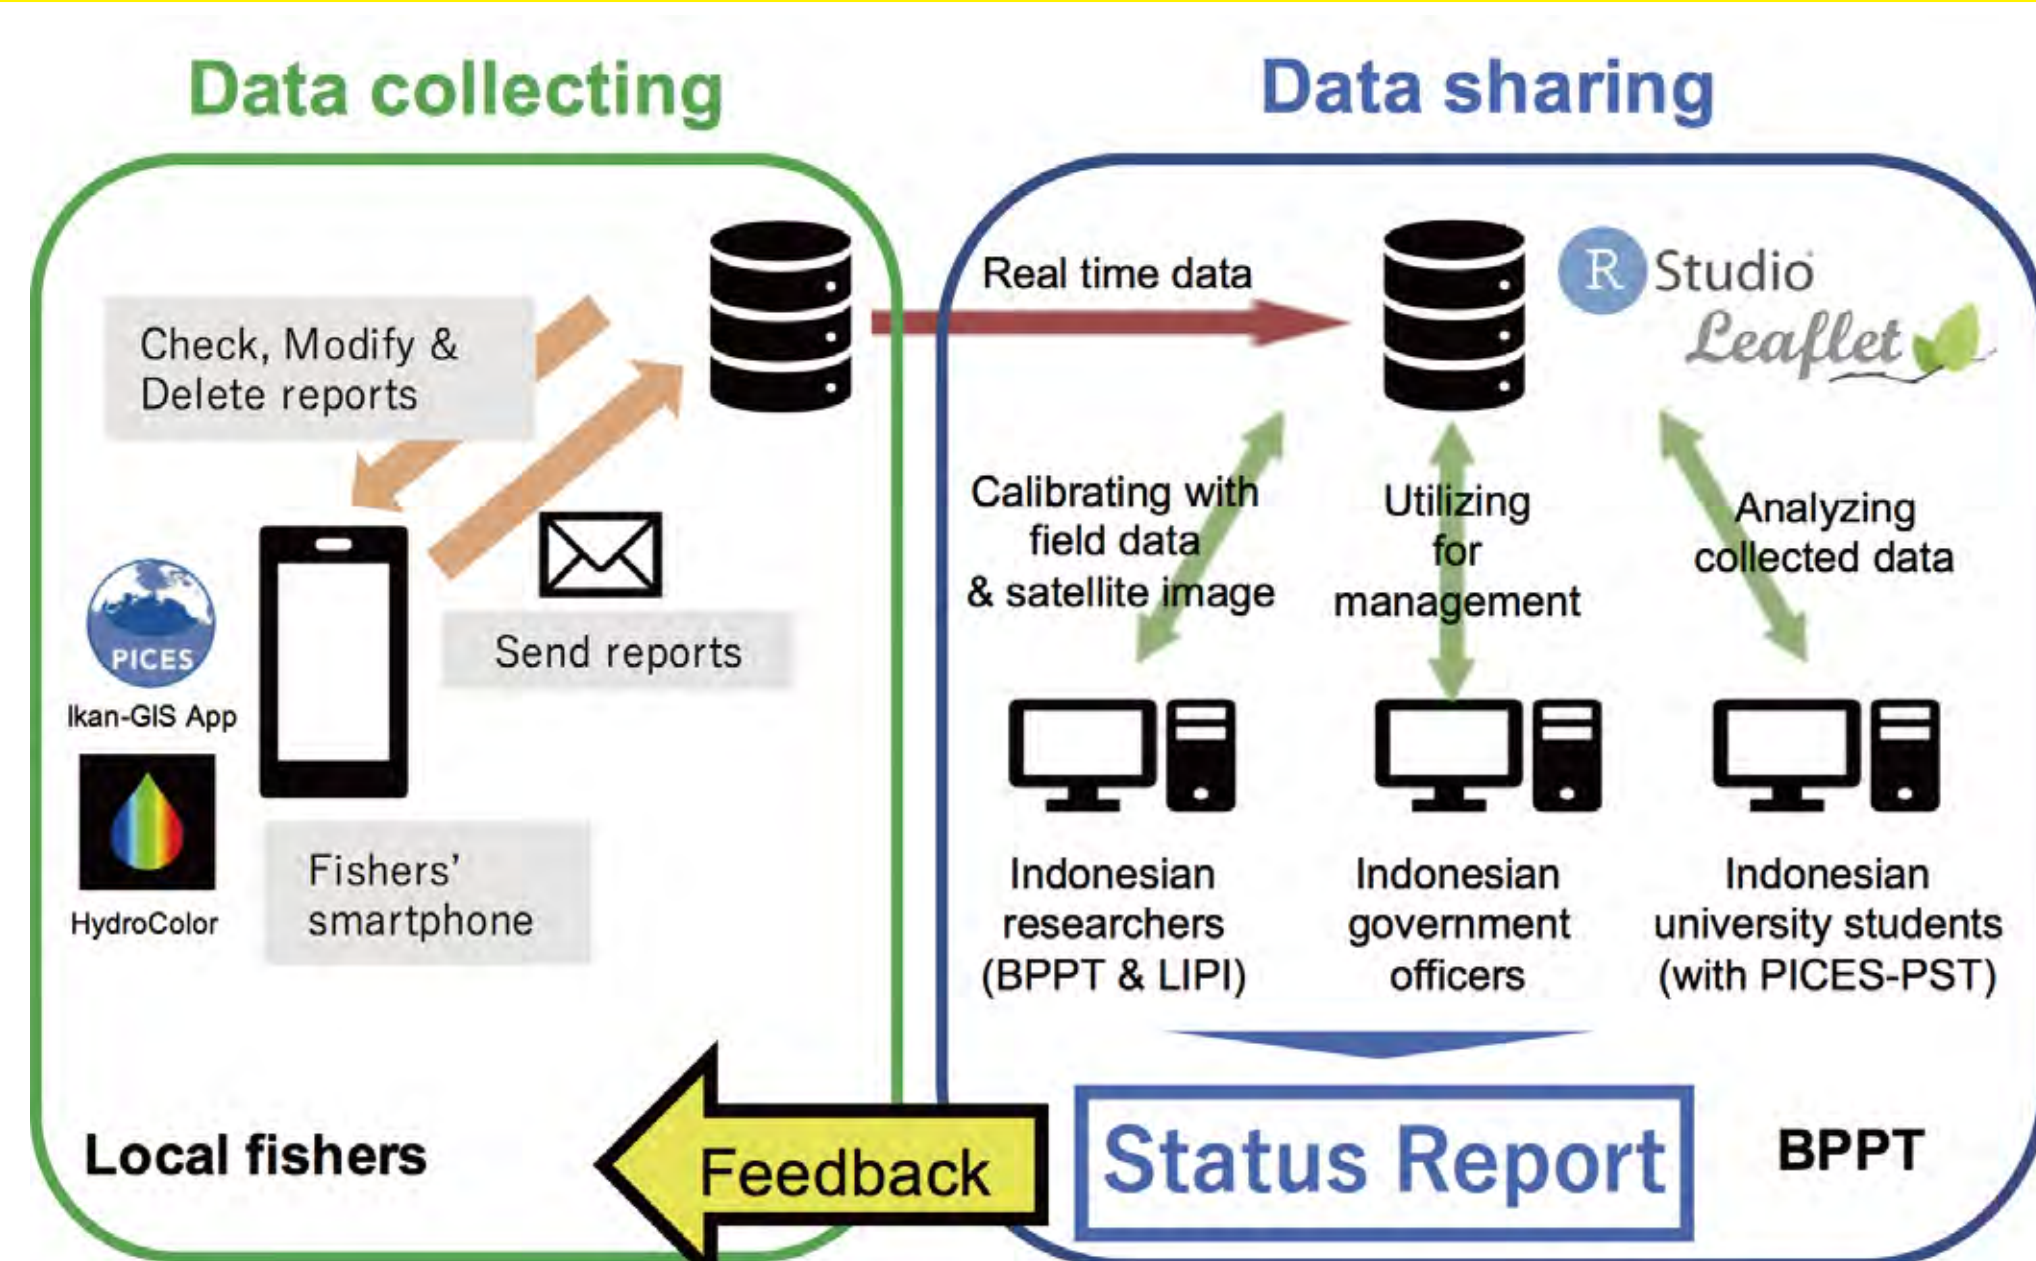 Data collecting
Check, Modify &
Delete reports
Send reports
PICES
Ikan-GIS App
HydroColor
Fishers'
smartphone
Local fishers
Real time data
Data sharing
R Studio
Leaflet
Calibrating with
field data
& satellite image
Utilizing
for
management
Analyzing
collected data
Indonesian
researchers
(BPPT & LIPI)
Indonesian
government
officers
Indonesian
university students
(with PICES-PST)
Feedback
Status Report
BPPT